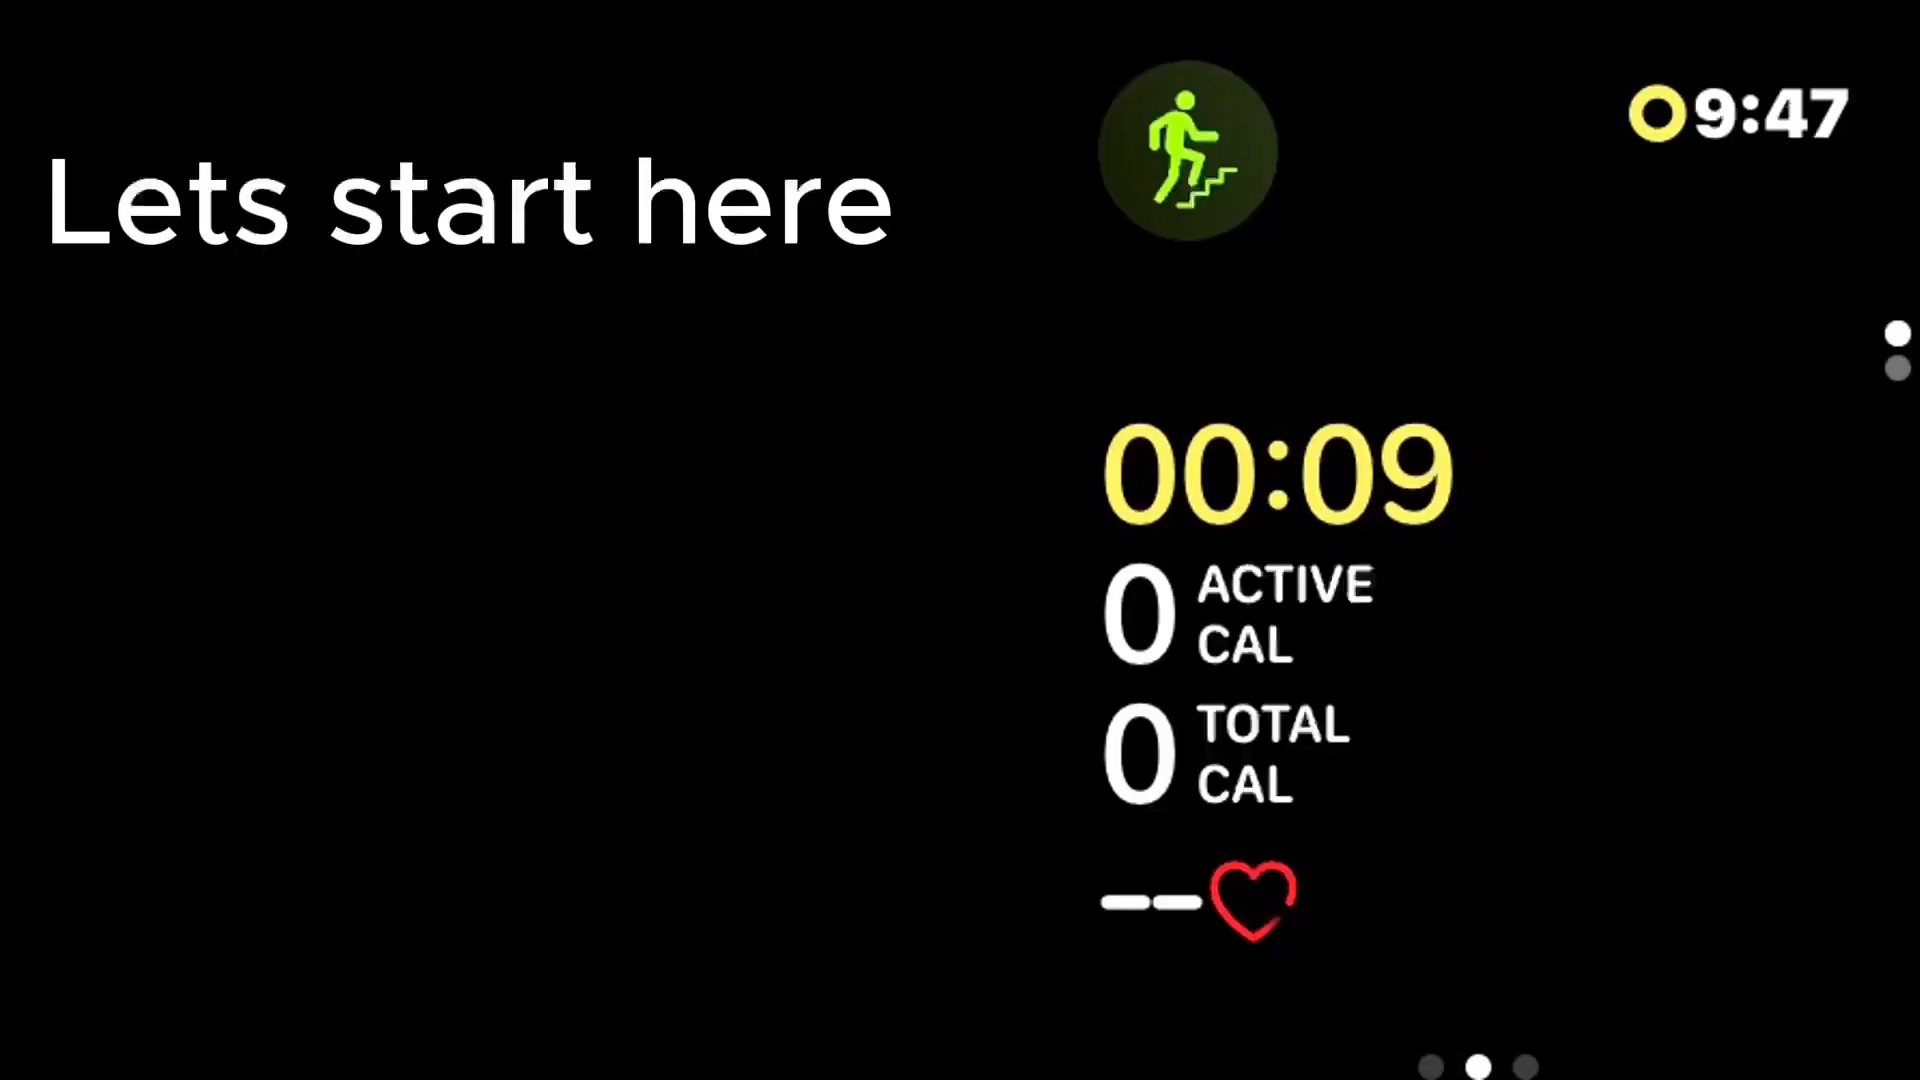 Lets start here
9:47
00:09
0 ACTIVE
CAL
0 TOTAL
CAL
--